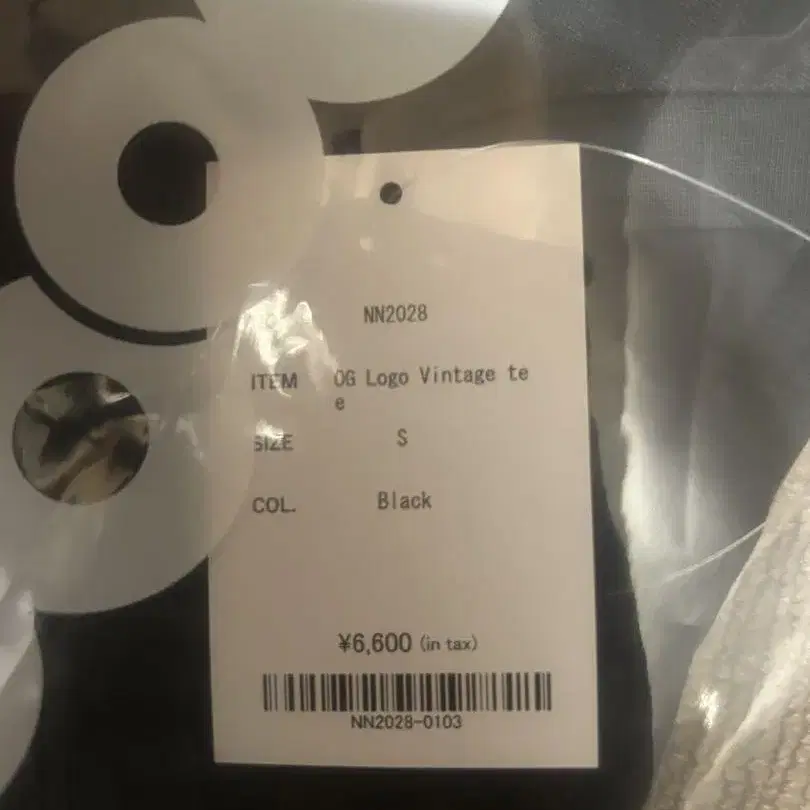 NN2028
ITEM OG Logo Vintage te
e
SIZE S
COL. Black
¥6,600 (in tax)
NN2028-0103